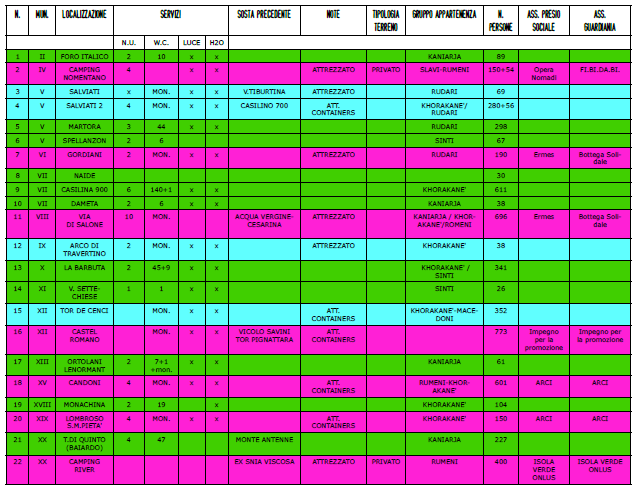 N. MUN. LOCALIZZAZIONE SERVIZI SOSTA PRECEDENTE NOTE TIPOLOGIA TERRENO GRUPPO APPARTENENZA N. PERSONE ASS. PRESIO SOCIALE ASS. GUARDIANIA
N.U. W.C. LUCE H2O
1 II FORO ITALICO 2 10 x x KANIARJA 89
2 IV CAMPING NOMENTANO 4 x x ATTREZZATO PRIVATO SLAVI-RUMENI 150+54 Opera Nomadi FI.BI.DA.BI.
3 V SALVIATI x MON. x x V.TIBURTINA ATTREZZATO RUDARI 69
4 V SALVIATI 2 4 MON. x x CASILINO 700 ATT. CONTAINERS KHORAKANE'/ RUDARI 280+56
5 V MARTORA 3 44 x x RUDARI 298
6 V SPELLANZON 2 6 SINTI 67
7 VI GORDIANI 2 MON. x x ATTREZZATO RUDARI 190 Ermes Bottega Soli- dale
8 VII NAIDE 30
9 VII CASILINA 900 6 140+1 x x KHORAKANE' 611
10 VII DAMETA 2 6 x x KANIARJA 38
11 VIII VIA DI SALONE 10 MON. ACQUA VERGINE- CESARINA ATTREZZATO KANIARJA / KHOR- AKANE'/ROMENI 696 Ermes Bottega Soli- dale
12 IX ARCO DI TRAVERTINO 2 MON. x x ATTREZZATO KHORAKANE' 38
13 X LA BARBUTA 2 45+9 x x KHORAKANE' / SINTI 341
14 XI V. SETTE- CHIESE 1 1 x x SINTI 26
15 XII TOR DE CENCI MON. x x ATT. CONTAINERS KHORAKANE'-MACE- DONI 352
16 XII CASTEL ROMANO MON. x x VICOLO SAVINI TOR PIGNATTARA ATT. CONTAINERS 773 Impegno per la promozione Impegno per la promozione
17 XIII ORTOLANI LENORMANT 2 7+1 +mon. x x KANIARJA 61
18 XV CANDONI 4 MON. x x ATT. CONTAINERS RUMENI-KHOR- AKANE' 601 ARCI ARCI
19 XVIII MONACHINA 2 19 x KHORAKANE' 104
20 XIX LOMBROSO S.M.PIETA' 4 MON. x x ATT. CONTAINERS KHORAKANE' 150 ARCI ARCI
21 XX T.DI QUINTO (BAIARDO) 4 47 MONTE ANTENNE KANIARJA 227
22 XX CAMPING RIVER EX SNIA VISCOSA ATTREZZATO PRIVATO RUMENI 400 ISOLA VERDE ONLUS ISOLA VERDE ONLUS